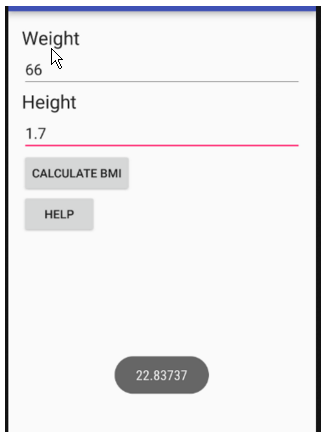 Weight
66
Height
1.7
CALCULATE BMI
HELP
22.83737